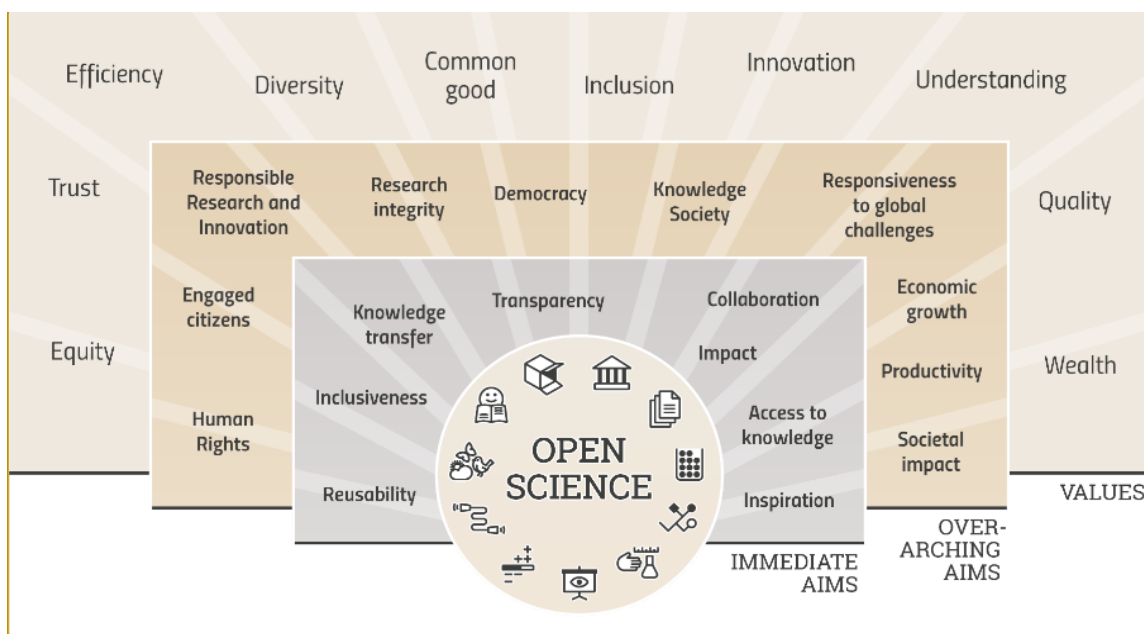 Efficiency
Diversity
Common
good
Inclusion
Innovation
Understanding
Trust
Quality
Equity
Wealth
Responsible
Research and
Innovation
Research
integrity
Democracy
Knowledge
Society
Responsiveness
to global
challenges
Engaged
citizens
Economic
growth
Productivity
Human
Rights
Societal
impact
Knowledge
transfer
Transparency
Collaboration
Impact
Inclusiveness
Access to
knowledge
Reusability
Inspiration
OPEN
SCIENCE
VALUES
OVER-
ARCHING
AIMS
IMMEDIATE
AIMS